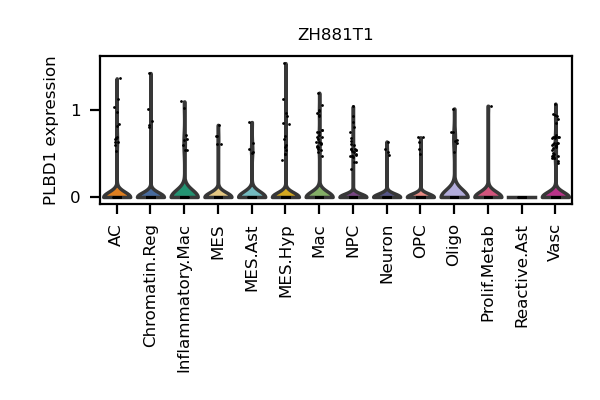 ZH881T1
PLBD1 expression
1
0
AC
Chromatin.Reg
Inflammatory.Mac
MES
MES.Ast
MES.Hyp
Mac
NPC
Neuron
OPC
Oligo
Prolif.Metab
Reactive.Ast
Vasc